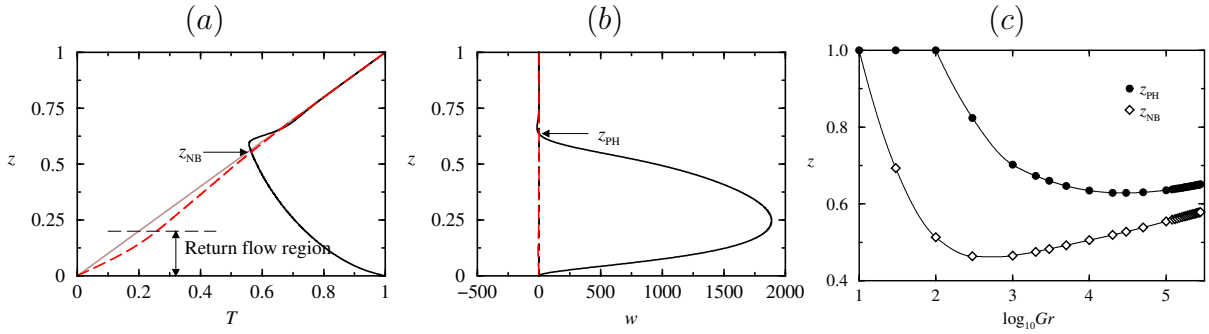 (a)
1
0.75
z
0.5
0.25
0
z_NB
Return flow region
0 0.2 0.4 0.6 0.8 1
T
(b)
1
0.75
z
0.5
0.25
0
z_PH
−500 0 500 1000 1500 2000
w
(c)
1.0
0.8
z
0.6
0.4
z_PH
z_NB
1 2 3 4 5
log₁₀Gr